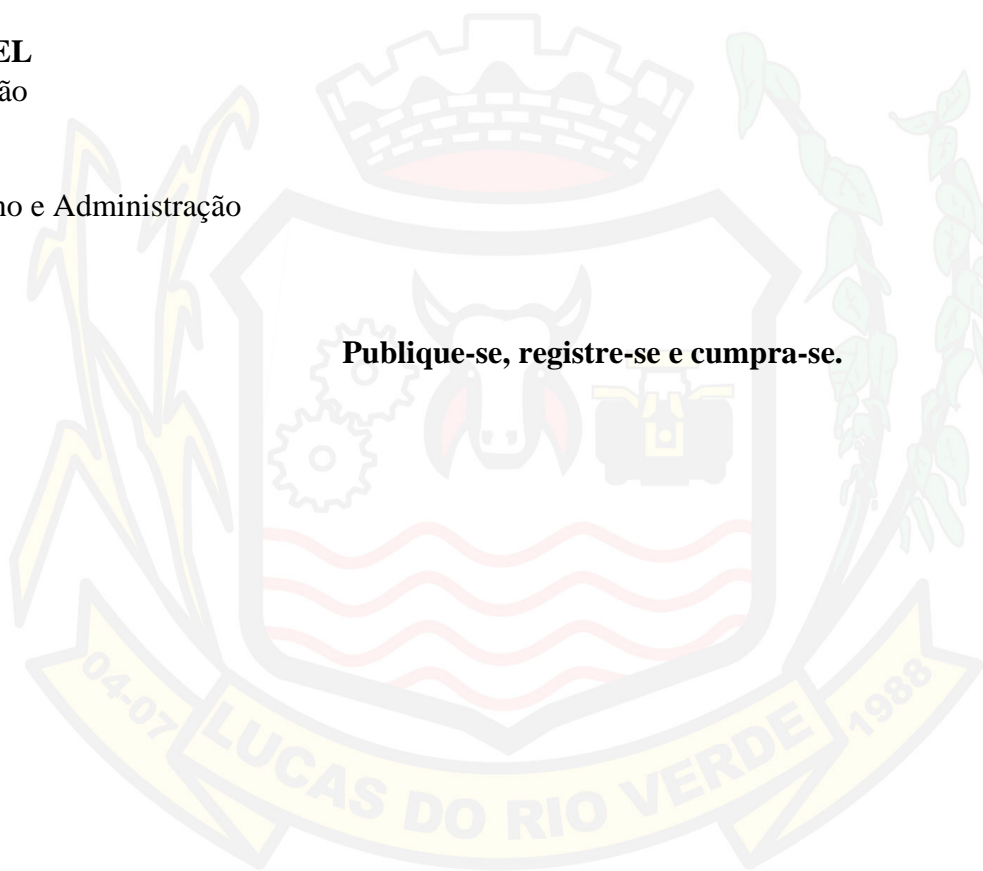 EL
ão
no e Administração
Publique-se, registre-se e cumpra-se.
04-07 LUCAS DO RIO VERDE 1988